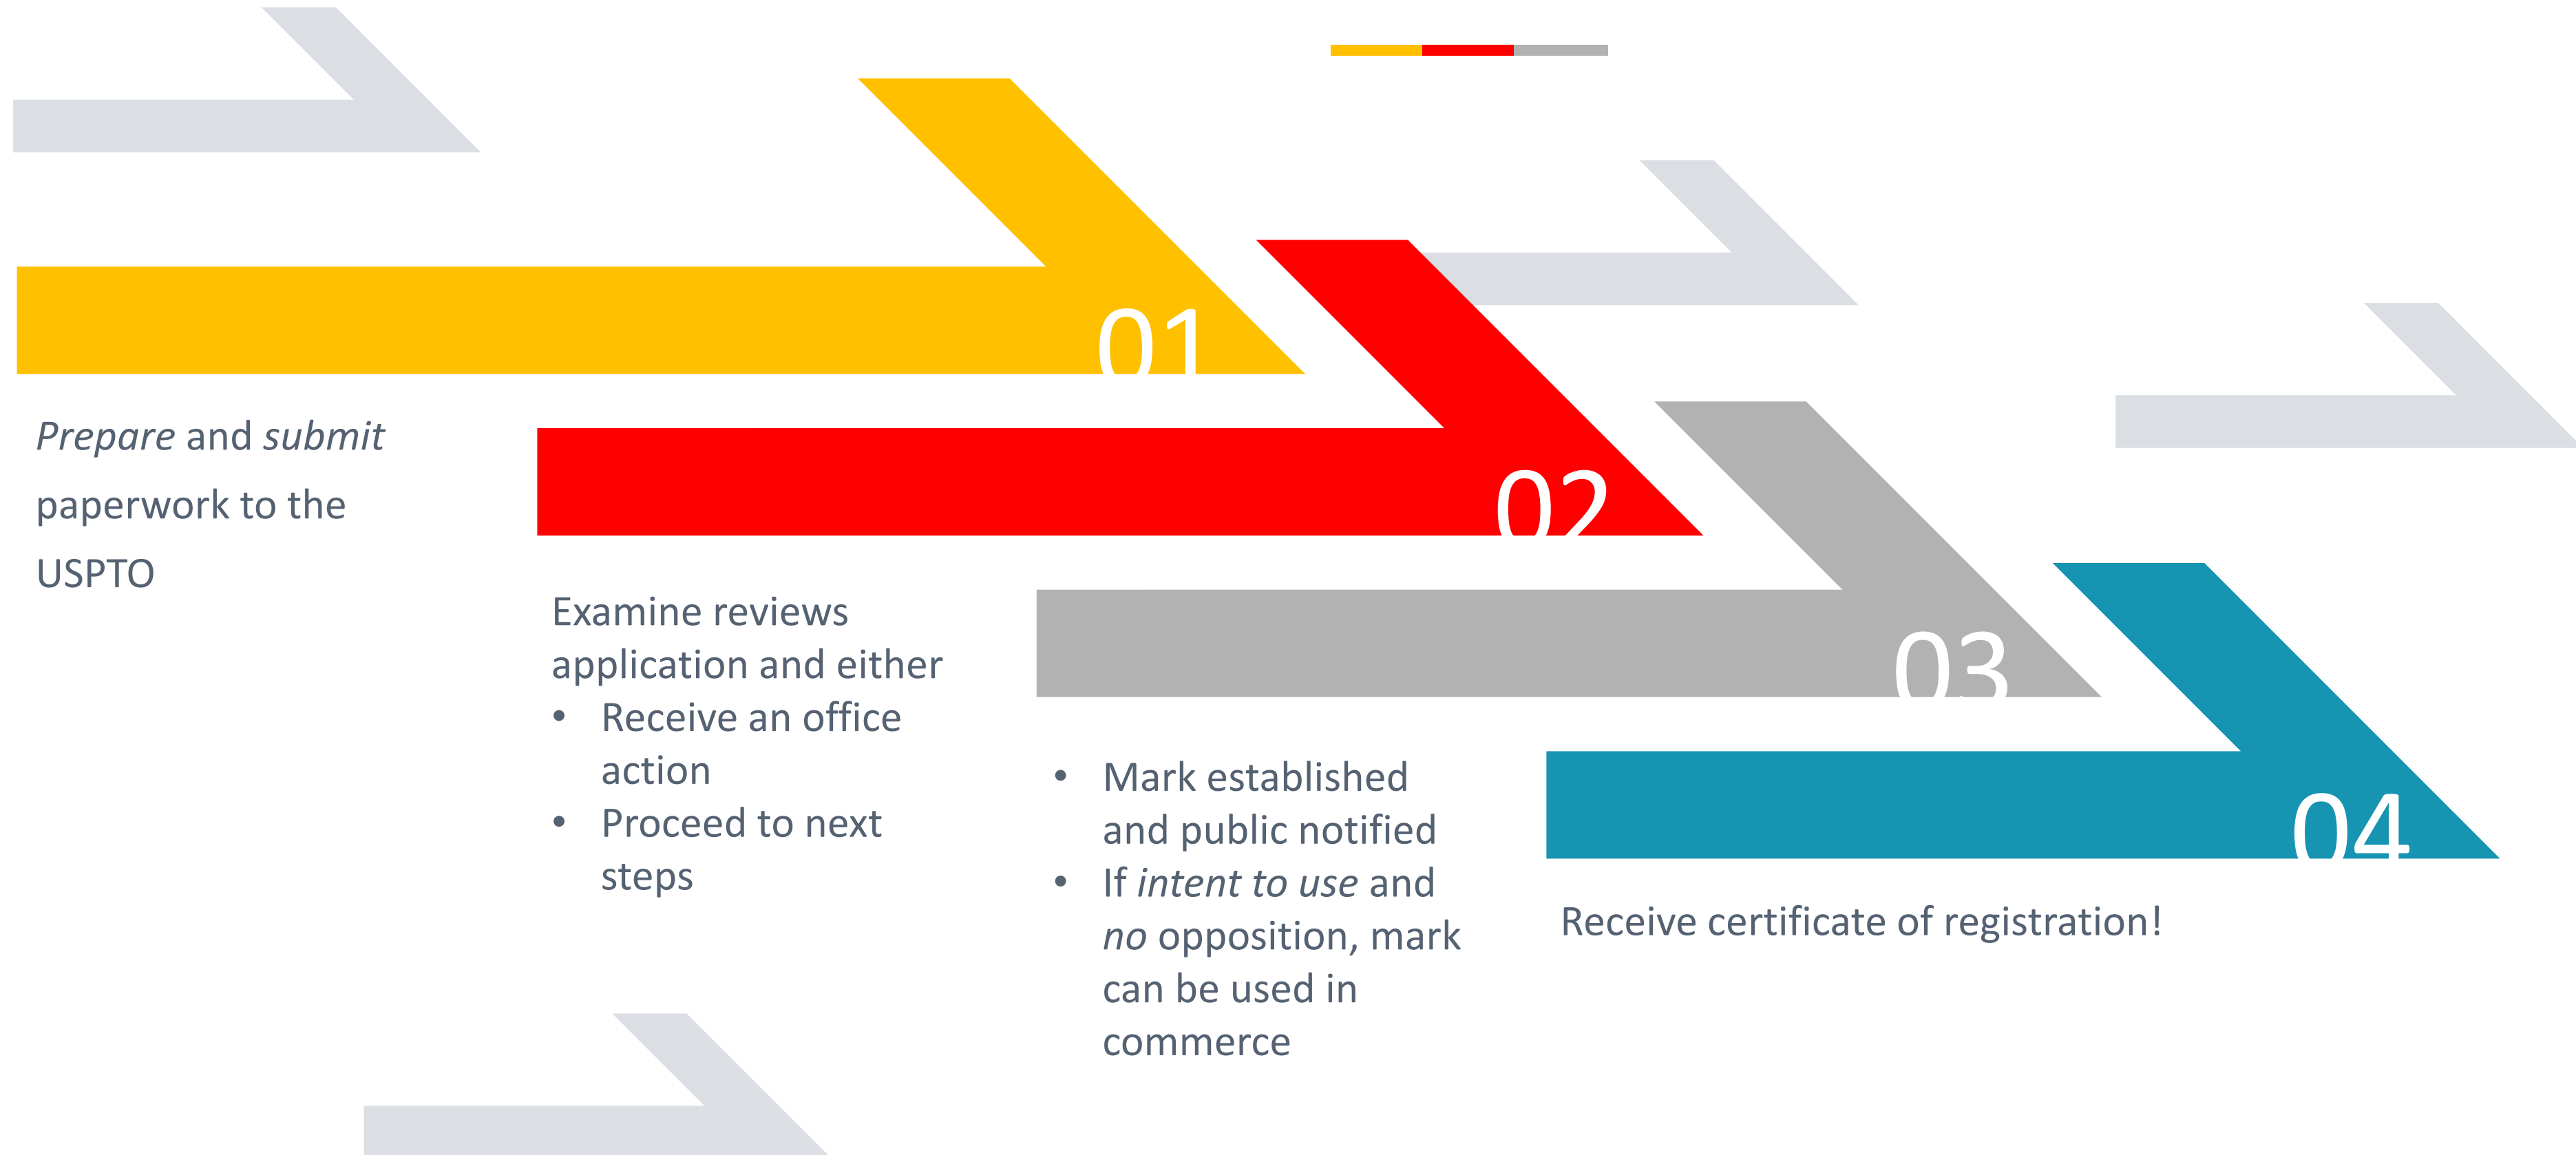 01
Prepare and submit
paperwork to the
USPTO
02
Examine reviews
application and either
• Receive an office
action
• Proceed to next
steps
03
• Mark established
and public notified
• If intent to use and
no opposition, mark
can be used in
commerce
04
Receive certificate of registration!